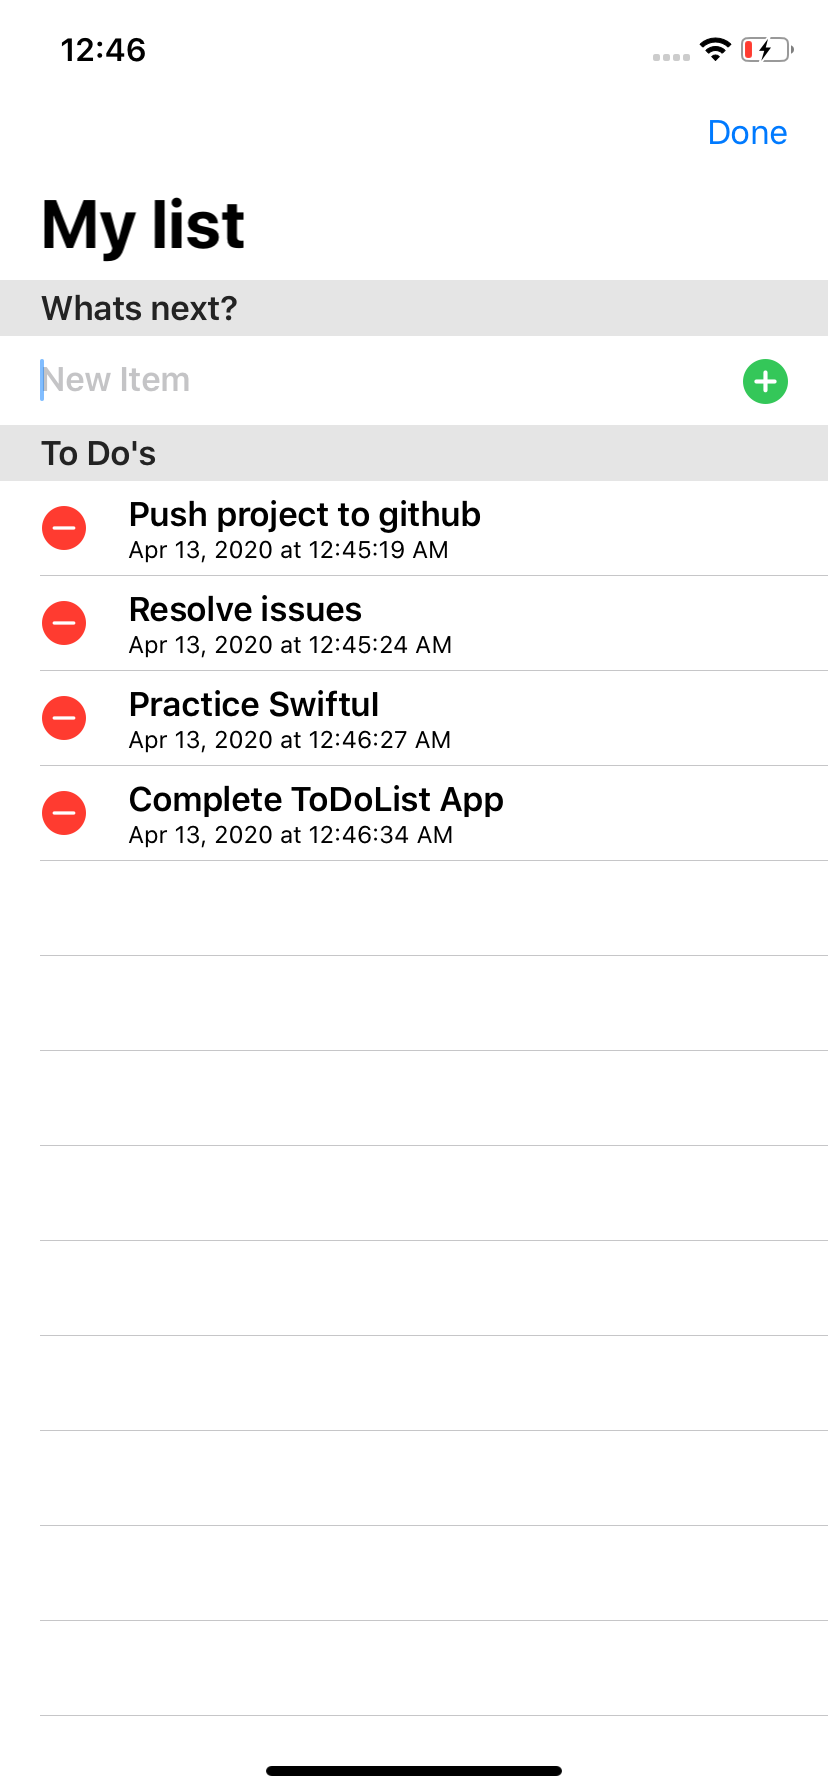 12:46
Done
My list
Whats next?
New Item
To Do's
Push project to github
Apr 13, 2020 at 12:45:19 AM
Resolve issues
Apr 13, 2020 at 12:45:24 AM
Practice SwiftuI
Apr 13, 2020 at 12:46:27 AM
Complete ToDoList App
Apr 13, 2020 at 12:46:34 AM